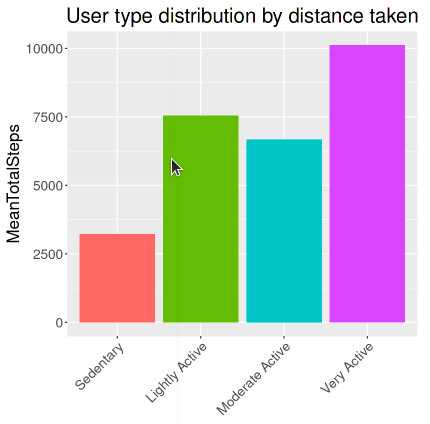 User type distribution by distance taken
MeanTotalSteps
10000
7500
5000
2500
0
Sedentary
Lightly Active
Moderate Active
Very Active